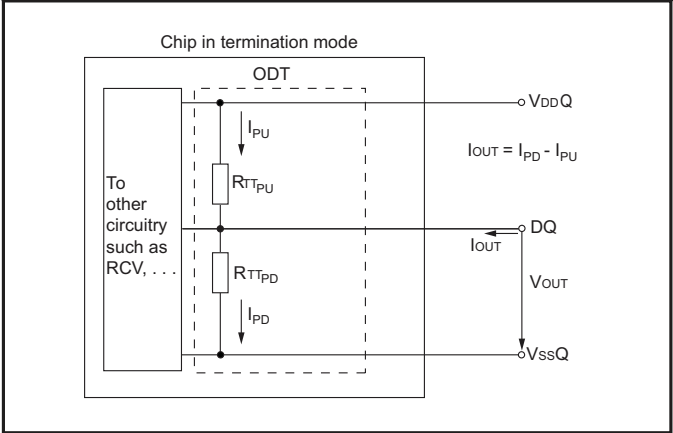 Chip in termination mode
ODT
VDDQ
IPU
IOUT = IPD - IPU
RTTPU
To
other
circuitry
such as
RCV, . . .
DQ
IOUT
RTTPD
VOUT
IPD
VSSQ